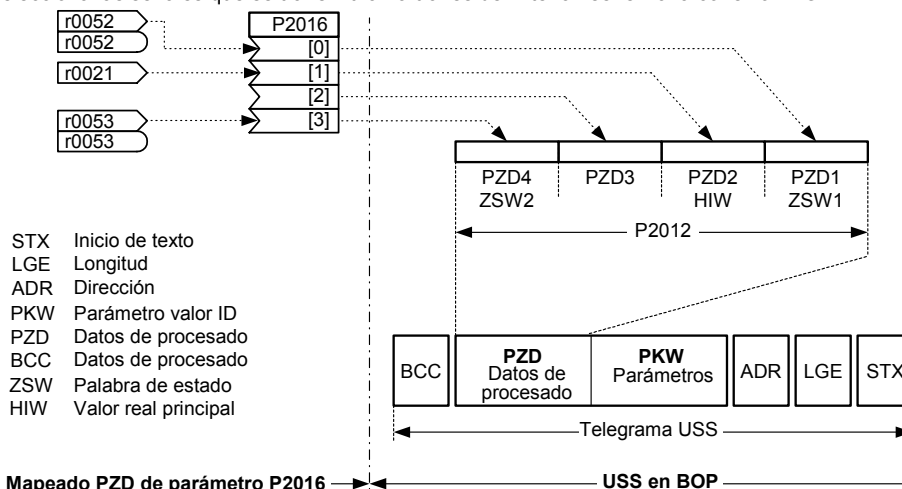 r0052
r0052
r0021
r0053
r0053
P2016
[0]
[1]
[2]
[3]
PZD4
ZSW2
PZD3
PZD2
HIW
PZD1
ZSW1
P2012
STX Inicio de texto
LGE Longitud
ADR Dirección
PKW Parámetro valor ID
PZD Datos de procesado
BCC Datos de procesado
ZSW Palabra de estado
HIW Valor real principal
BCC
PZD
Datos de
procesado
PKW
Parámetros
ADR
LGE
STX
Telegrama USS
Mapeado PZD de parámetro P2016
USS en BOP